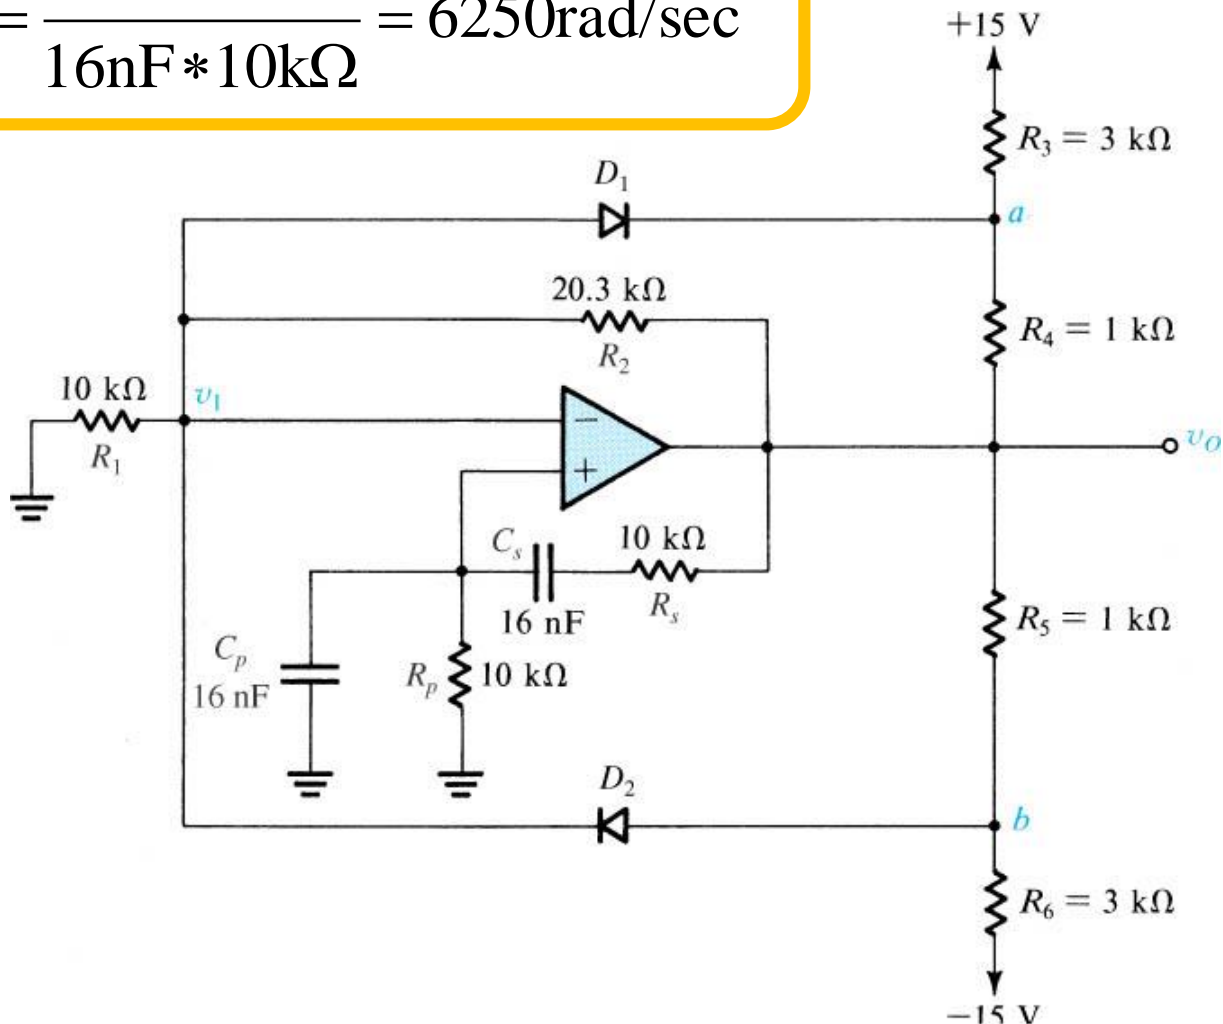 = 6250rad/sec
=
16nF*10kΩ
+15 V
R3 = 3 kΩ
D1
a
20.3 kΩ
R4 = 1 kΩ
R2
10 kΩ
v1
−
R1
+
vO
Cs
10 kΩ
16 nF
Rs
R5 = 1 kΩ
Cp
16 nF
Rp
10 kΩ
D2
b
R6 = 3 kΩ
−15 V